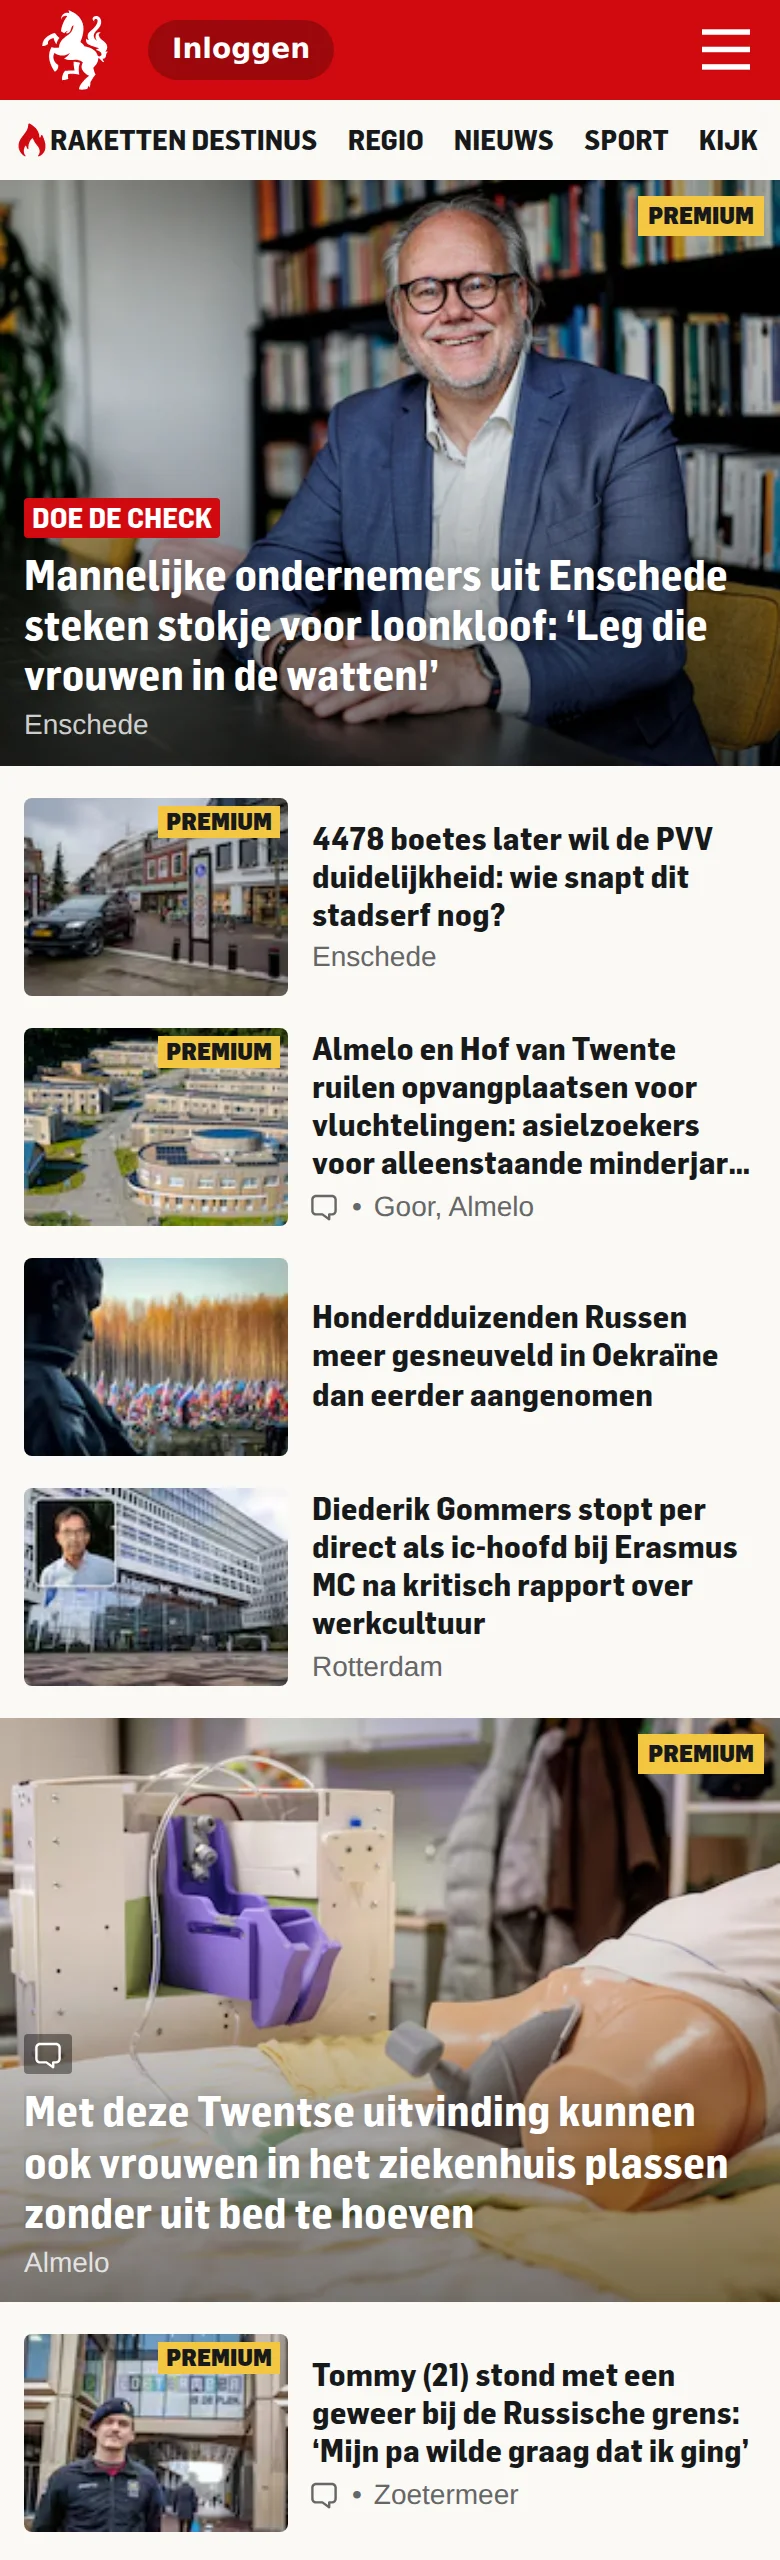 Inloggen
RAKETTEN DESTINUS REGIO NIEUWS SPORT KIJK
PREMIUM
DOE DE CHECK
Mannelijke ondernemers uit Enschede
steken stokje voor loonkloof: ‘Leg die
vrouwen in de watten!’
Enschede
PREMIUM
4478 boetes later wil de PVV
duidelijkheid: wie snapt dit
stadserf nog?
Enschede
PREMIUM
Almelo en Hof van Twente
ruilen opvangplaatsen voor
vluchtelingen: asielzoekers
voor alleenstaande minderjar...
• Goor, Almelo
Honderdduizenden Russen
meer gesneuveld in Oekraïne
dan eerder aangenomen
Diederik Gommers stopt per
direct als ic-hoofd bij Erasmus
MC na kritisch rapport over
werkcultuur
Rotterdam
PREMIUM
Met deze Twentse uitvinding kunnen
ook vrouwen in het ziekenhuis plassen
zonder uit bed te hoeven
Almelo
PREMIUM
Tommy (21) stond met een
geweer bij de Russische grens:
‘Mijn pa wilde graag dat ik ging’
• Zoetermeer